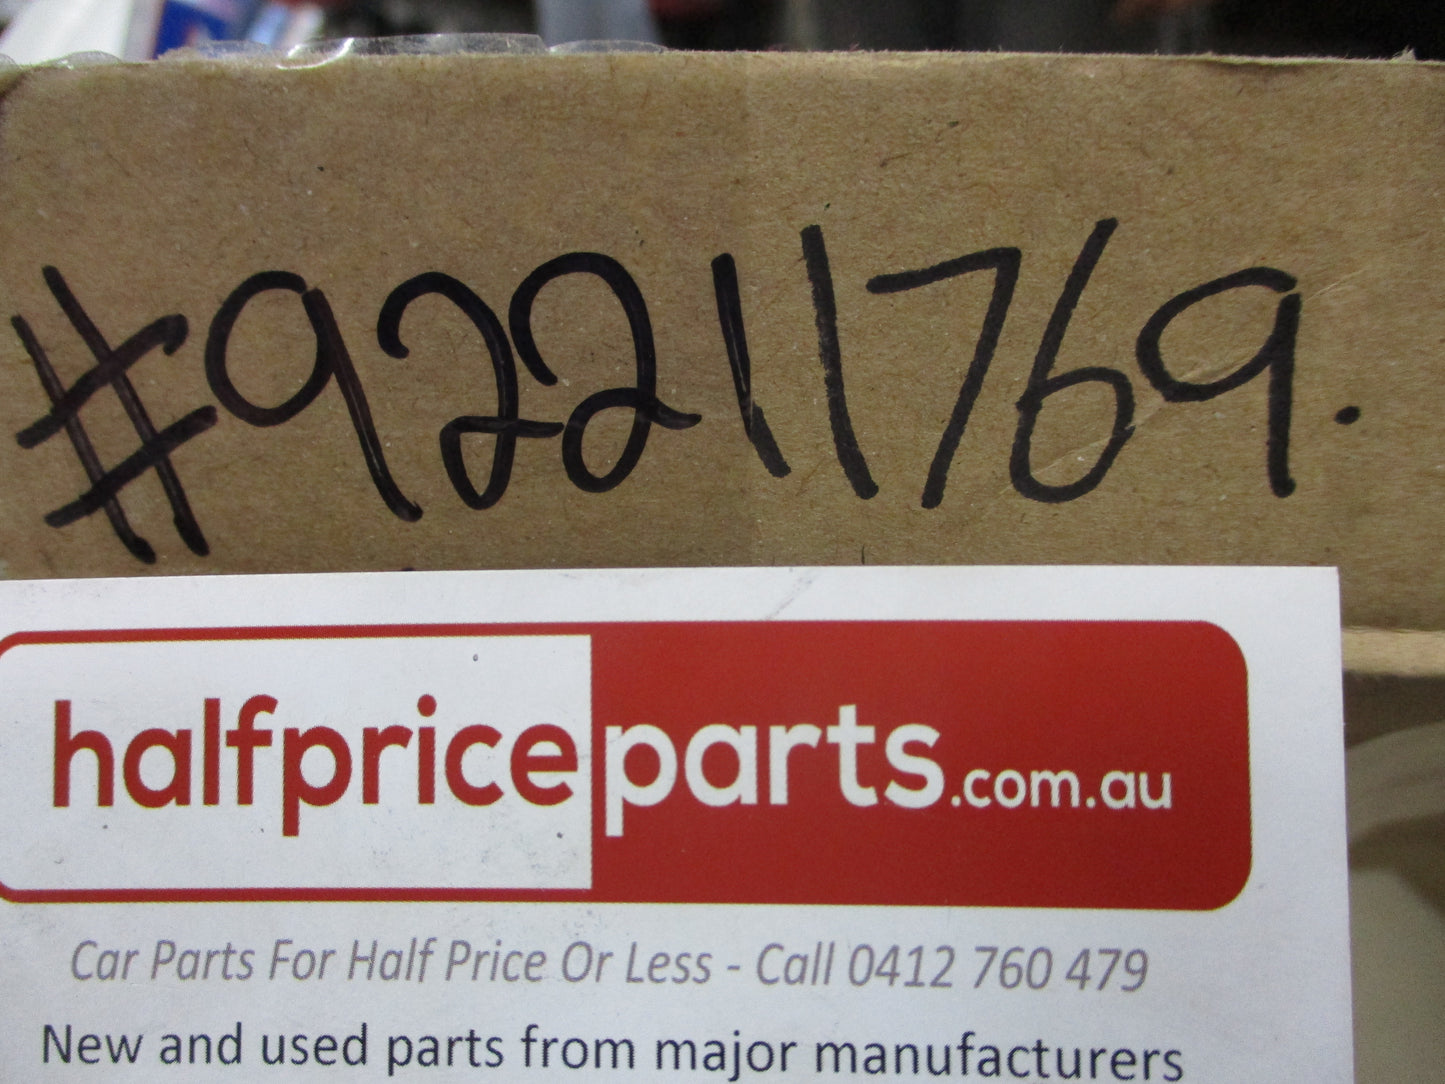 #92211769.
halfpriceparts.com.au
Car Parts For Half Price Or Less - Call 0412 760 479
New and used parts from major manufacturers